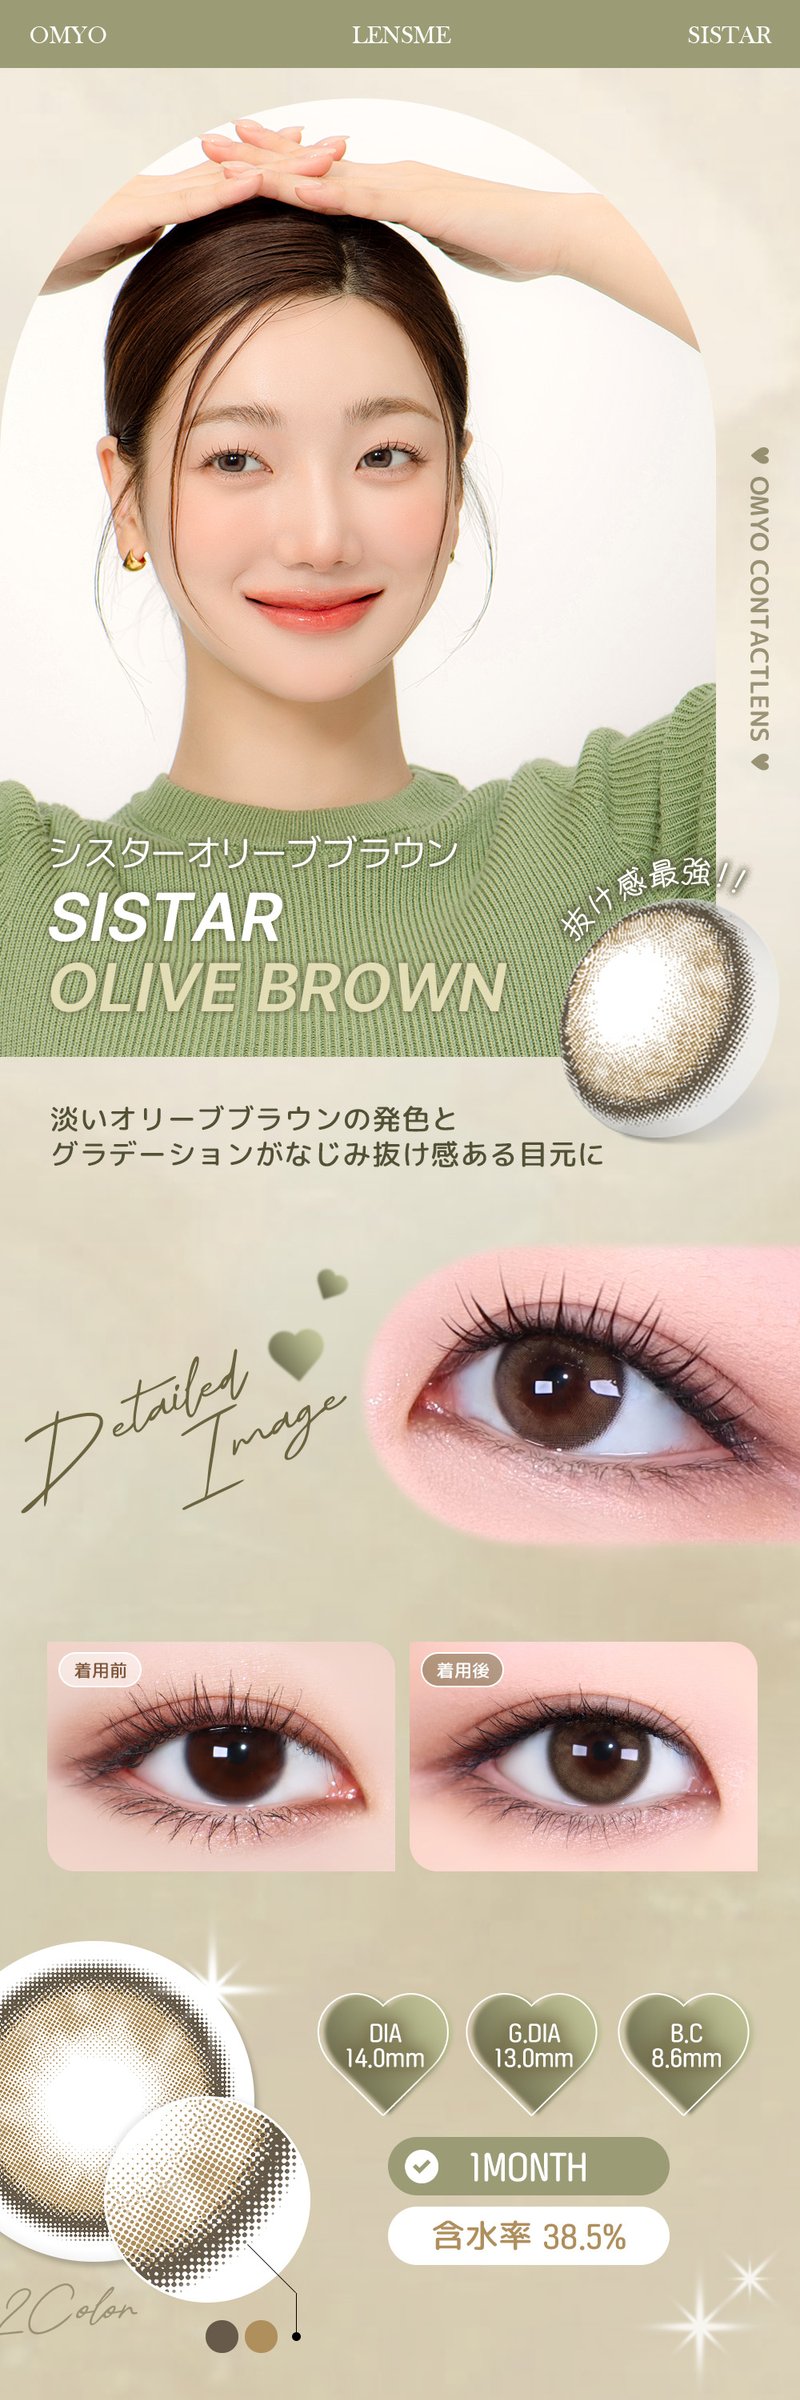 OMYO
LENSME
SISTAR
♥ OMYO CONTACTLENS ♥
シスターオリーブブラウン
SISTAR
OLIVE BROWN
抜け感最強!!
淡いオリーブブラウンの発色と
グラデーションがなじみ抜け感ある目元に
Detailed
Image
着用前
着用後
DIA
14.0mm
G.DIA
13.0mm
B.C
8.6mm
1MONTH
含水率 38.5%
2Color